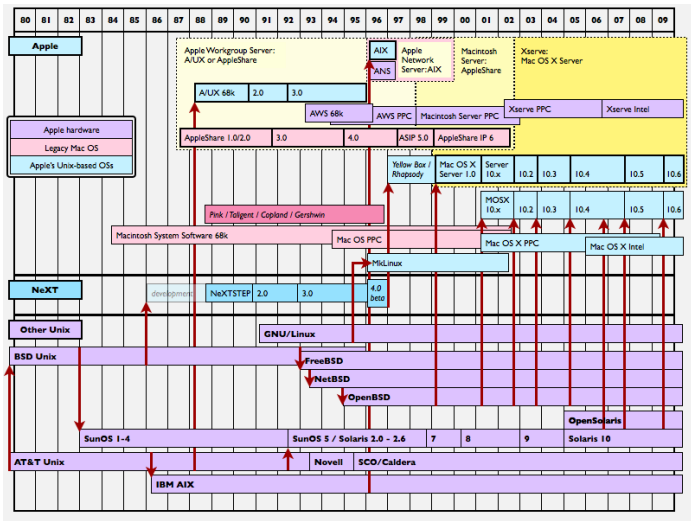 80 81 82 83 84 85 86 87 88 89 90 91 92 93 94 95 96 97 98 99 00 01 02 03 04 05 06 07 08 09
Apple
Apple Workgroup Server:
A/UX or AppleShare
AIX
ANS
Apple
Network
Server:AIX
Macintosh
Server:
AppleShare
Xserve:
Mac OS X Server
A/UX 68k
2.0
3.0
AWS 68k
AWS PPC
Macintosh Server PPC
Xserve PPC
Xserve Intel
Apple hardware
Legacy Mac OS
Apple's Unix-based OSs
AppleShare 1.0/2.0
3.0
4.0
ASIP 5.0
AppleShare IP 6
Yellow Box /
Rhapsody
Mac OS X
Server 1.0
Server
10.x
10.2
10.3
10.4
10.5
10.6
Pink / Taligent / Copland / Gershwin
MOSX
10.x
10.2
10.3
10.4
10.5
10.6
Macintosh System Software 68k
Mac OS PPC
Mac OS X PPC
Mac OS X Intel
MkLinux
NeXT
development
NeXTSTEP
2.0
3.0
4.0
beta
Other Unix
GNU/Linux
BSD Unix
FreeBSD
NetBSD
OpenBSD
OpenSolaris
SunOS 1-4
SunOS 5 / Solaris 2.0 - 2.6
7
8
9
Solaris 10
AT&T Unix
Novell
SCO/Caldera
IBM AIX